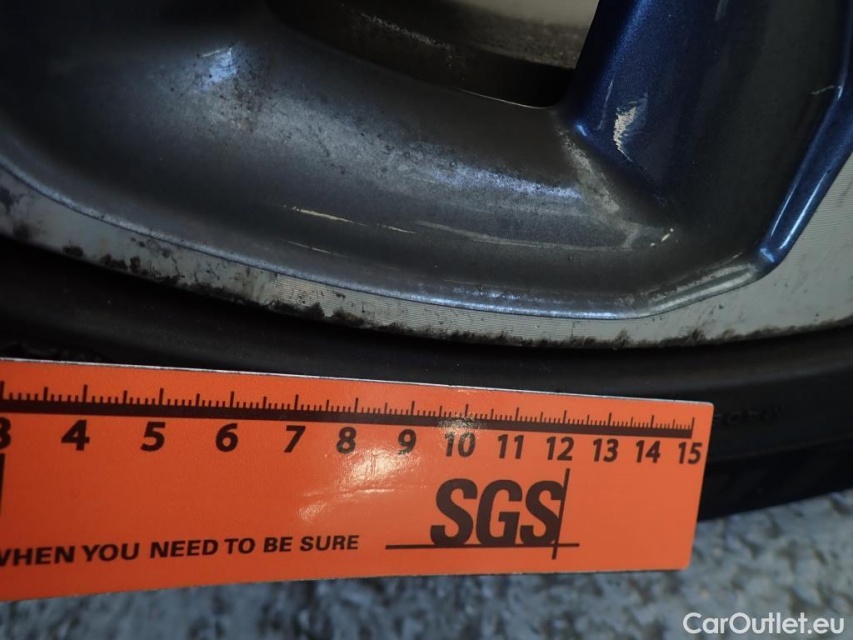 3 4 5 6 7 8 9 10 11 12 13 14 15
SGS
WHEN YOU NEED TO BE SURE
CarOutlet.eu